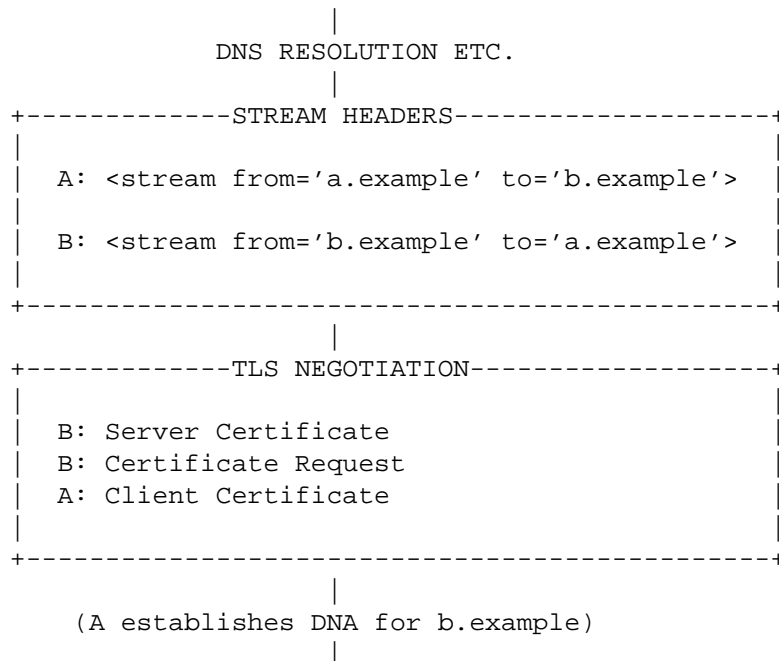 DNS RESOLUTION ETC.
STREAM HEADERS
A: <stream from='a.example' to='b.example'>
B: <stream from='b.example' to='a.example'>
TLS NEGOTIATION
B: Server Certificate
B: Certificate Request
A: Client Certificate
(A establishes DNA for b.example)